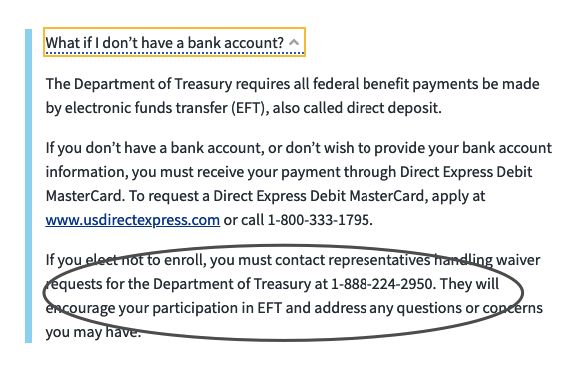 What if I don't have a bank account?
The Department of Treasury requires all federal benefit payments be made
by electronic funds transfer (EFT), also called direct deposit.
If you don't have a bank account, or don't wish to provide your bank account
information, you must receive your payment through Direct Express Debit
MasterCard. To request a Direct Express Debit MasterCard, apply at
www.usdirectexpress.com or call 1-800-333-1795.
If you elect not to enroll, you must contact representatives handling waiver
requests for the Department of Treasury at 1-888-224-2950. They will
encourage your participation in EFT and address any questions or concerns
you may have.